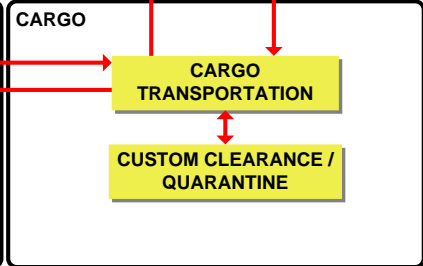 CARGO
CARGO
TRANSPORTATION
CUSTOM CLEARANCE /
QUARANTINE